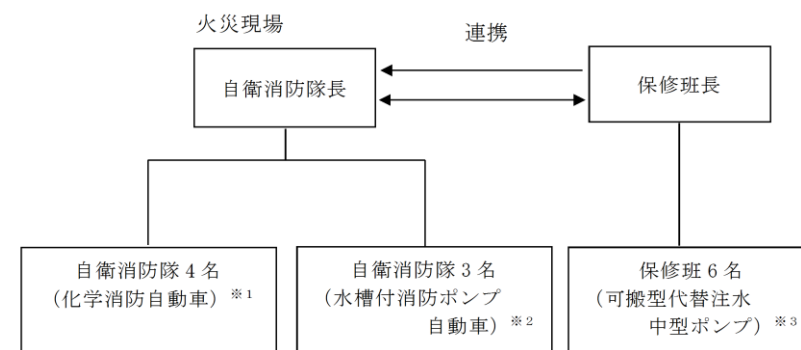 火災現場
連携
自衛消防隊長
保修班長
自衛消防隊4名
（化学消防自動車）※1
自衛消防隊3名
（水槽付消防ポンプ
自動車）※2
保修班6名
（可搬型代替注水
中型ポンプ）※3